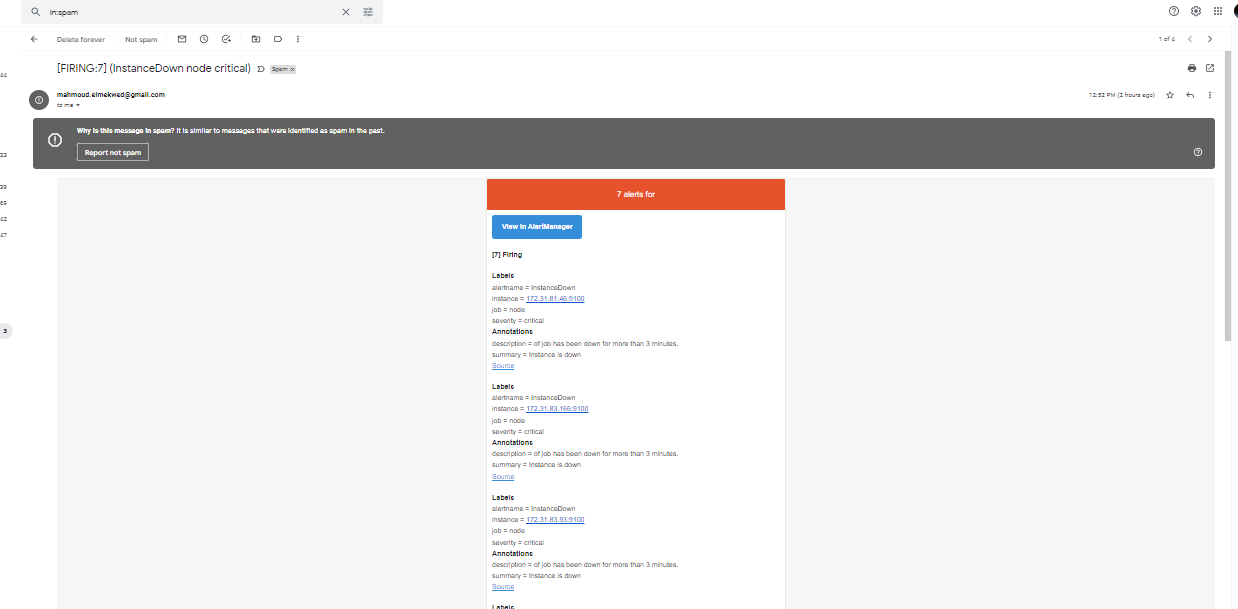 in:spam
Delete forever
Not spam
1 of 4
44
[FIRING:7] (InstanceDown node critical)
Spam x
mahmoud.elmekwed@gmail.com
12:52 PM (2 hours ago)
to me
Why is this message in spam? It is similar to messages that were identified as spam in the past.
Report not spam
23
39
69
42
47
3
7 alerts for
View in AlertManager
[7] Firing
Labels
alertname = InstanceDown
instance = 172.31.81.46:9100
job = node
severity = critical
Annotations
description = of job has been down for more than 3 minutes.
summary = Instance is down
Source
Labels
alertname = InstanceDown
instance = 172.31.83.166:9100
job = node
severity = critical
Annotations
description = of job has been down for more than 3 minutes.
summary = Instance is down
Source
Labels
alertname = InstanceDown
instance = 172.31.83.93:9100
job = node
severity = critical
Annotations
description = of job has been down for more than 3 minutes.
summary = Instance is down
Source
Labels